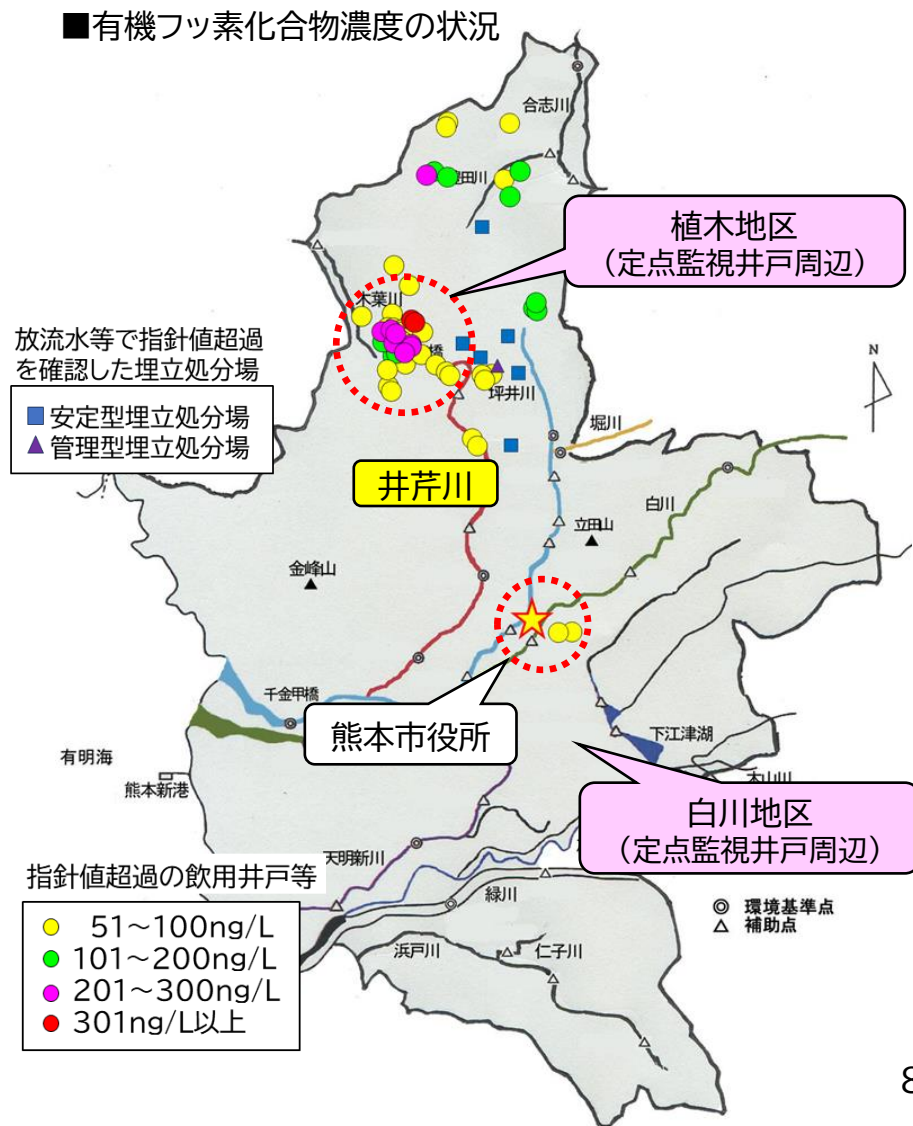 ■有機フッ素化合物濃度の状況
合志川
田川
植木地区
（定点監視井戸周辺）
木葉川
橋
坪井川
放流水等で指針値超過
を確認した埋立処分場
安定型埋立処分場
管理型埋立処分場
N
堀川
井芹川
白川
立田山
金峰山
千金甲橋
熊本市役所
下江津湖
有明海
木山川
熊本新港
白川地区
（定点監視井戸周辺）
天明新川
指針値超過の飲用井戸等
緑川
51～100ng/L
101～200ng/L
201～300ng/L
301ng/L以上
◎ 環境基準点
△ 補助点
浜戸川
仁子川